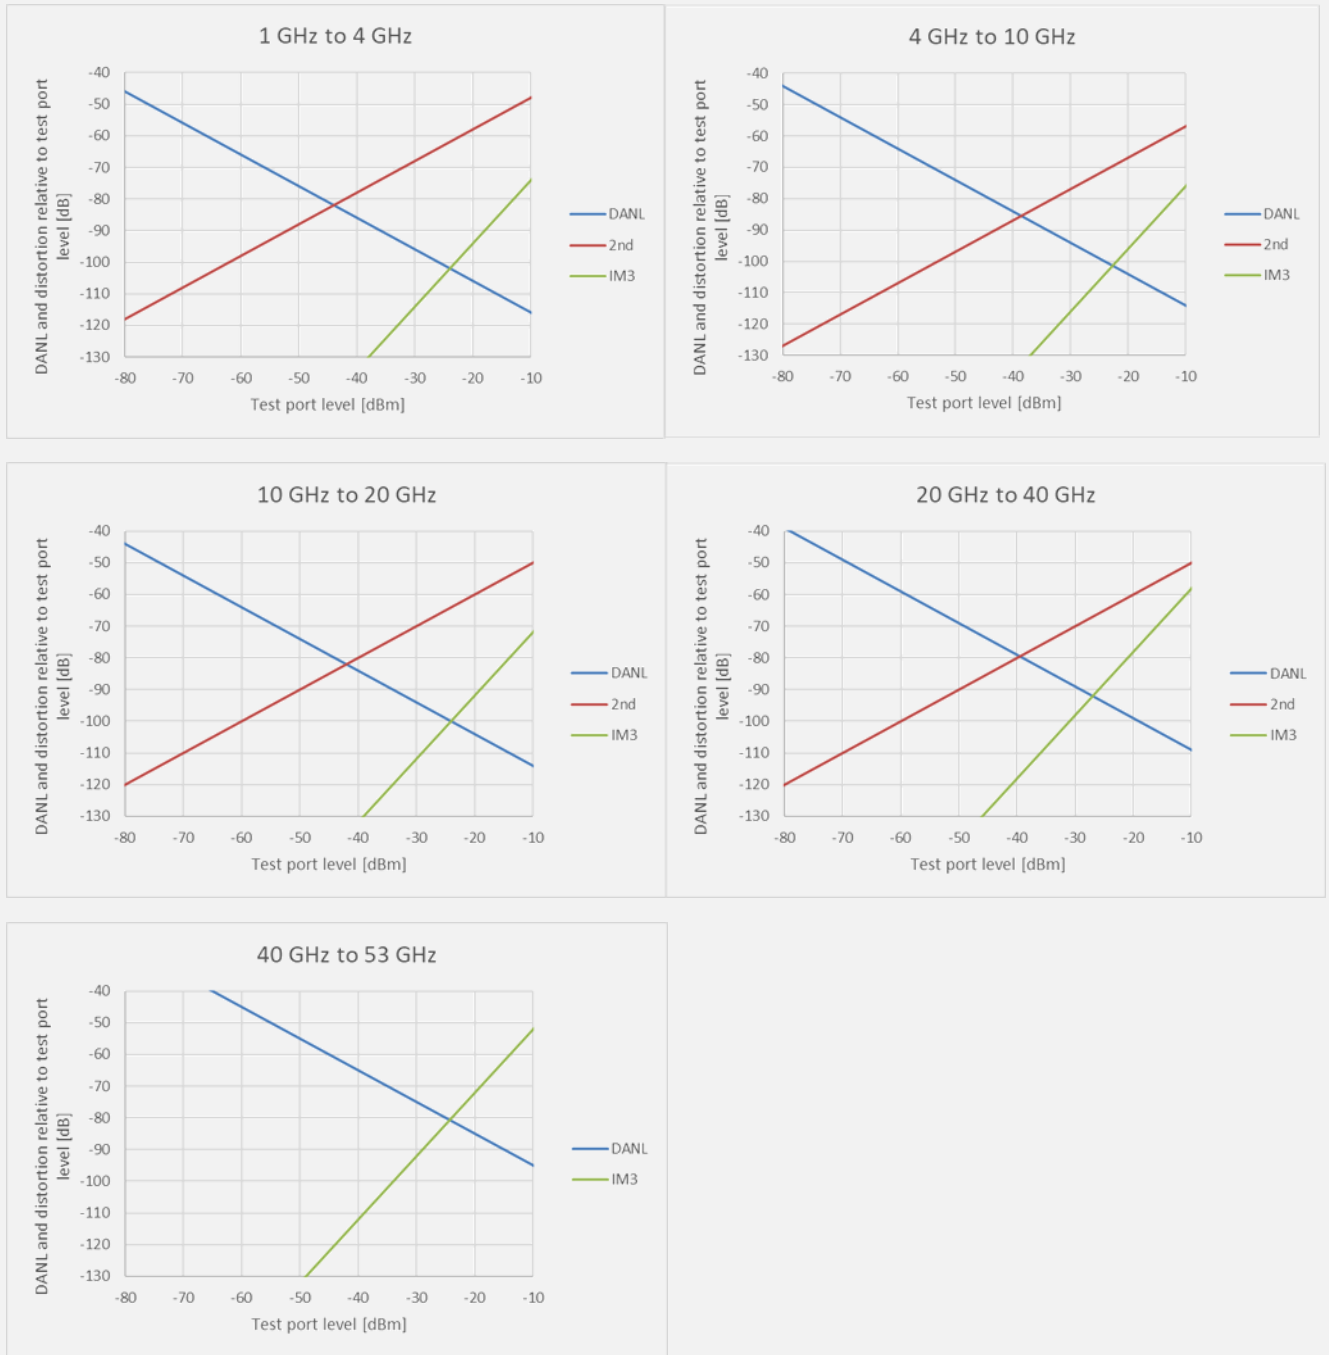 1 GHz to 4 GHz
DANL and distortion relative to test port
level [dB]
-40
-50
-60
-70
-80
-90
-100
-110
-120
-130
-80 -70 -60 -50 -40 -30 -20 -10
Test port level [dBm]
DANL
2nd
IM3
4 GHz to 10 GHz
DANL and distortion relative to test port
level [dB]
-40
-50
-60
-70
-80
-90
-100
-110
-120
-130
-80 -70 -60 -50 -40 -30 -20 -10
Test port level [dBm]
DANL
2nd
IM3
10 GHz to 20 GHz
DANL and distortion relative to test port
level [dB]
-40
-50
-60
-70
-80
-90
-100
-110
-120
-130
-80 -70 -60 -50 -40 -30 -20 -10
Test port level [dBm]
DANL
2nd
IM3
20 GHz to 40 GHz
DANL and distortion relative to test port
level [dB]
-40
-50
-60
-70
-80
-90
-100
-110
-120
-130
-80 -70 -60 -50 -40 -30 -20 -10
Test port level [dBm]
DANL
2nd
IM3
40 GHz to 53 GHz
DANL and distortion relative to test port
level [dB]
-40
-50
-60
-70
-80
-90
-100
-110
-120
-130
-80 -70 -60 -50 -40 -30 -20 -10
Test port level [dBm]
DANL
IM3